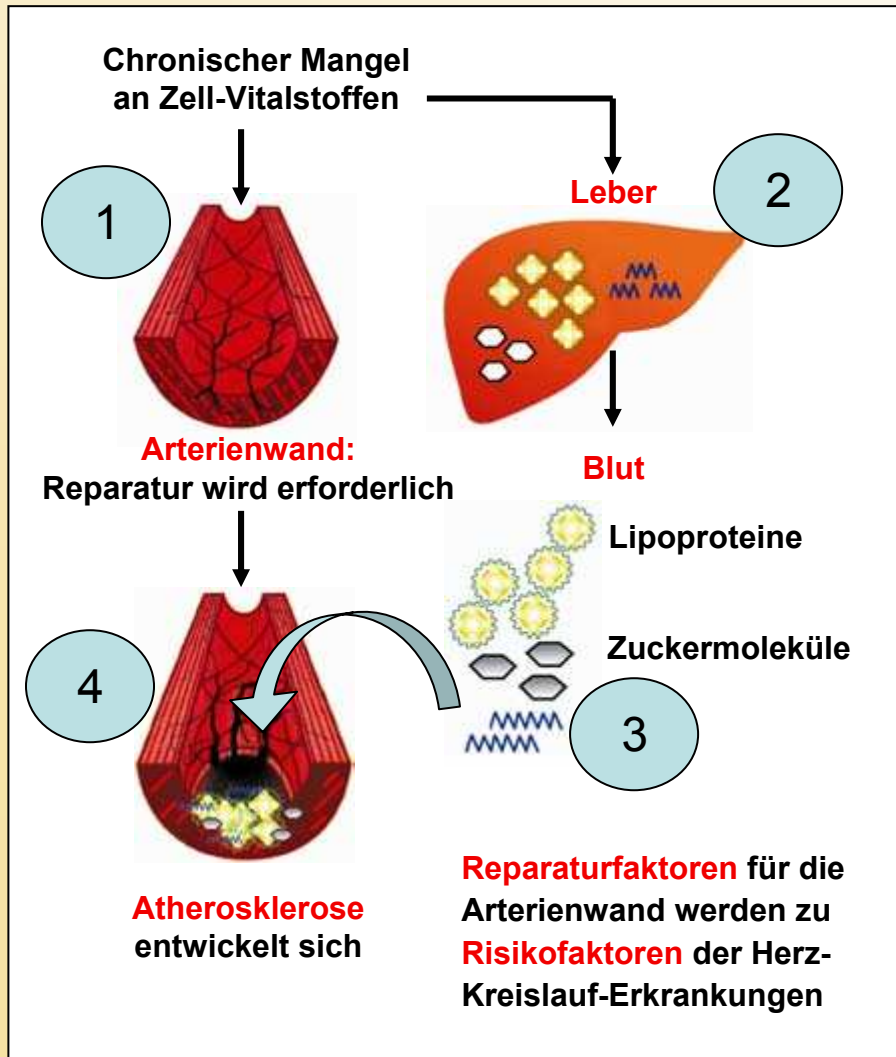 Chronischer Mangel
an Zell-Vitalstoffen
1
Leber
2
Arterienwand:
Reparatur wird erforderlich
Blut
Lipoproteine
Zuckermoleküle
3
4
Atherosklerose
entwickelt sich
Reparaturfaktoren für die
Arterienwand werden zu
Risikofaktoren der Herz-
Kreislauf-Erkrankungen